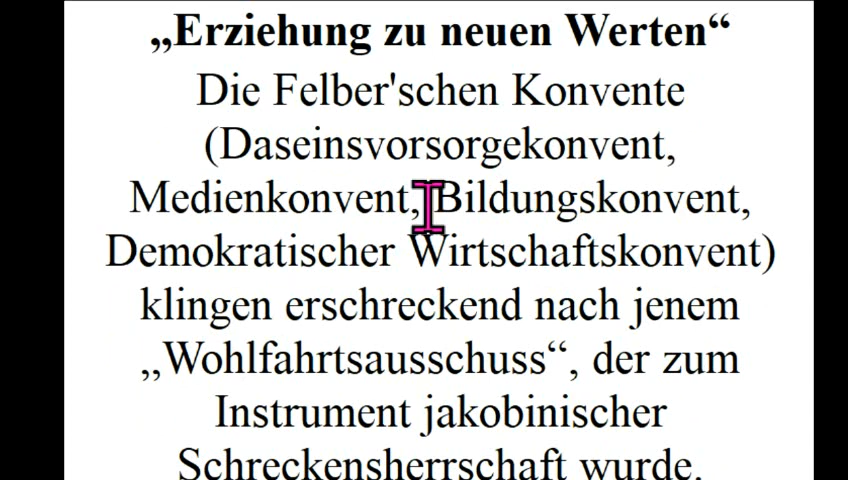 „Erziehung zu neuen Werten“
Die Felber'schen Konvente
(Daseinsvorsorgekonvent,
Medienkonvent, Bildungskonvent,
Demokratischer Wirtschaftskonvent)
klingen erschreckend nach jenem
„Wohlfahrtsausschuss“, der zum
Instrument jakobinischer
Schreckensherrschaft wurde.